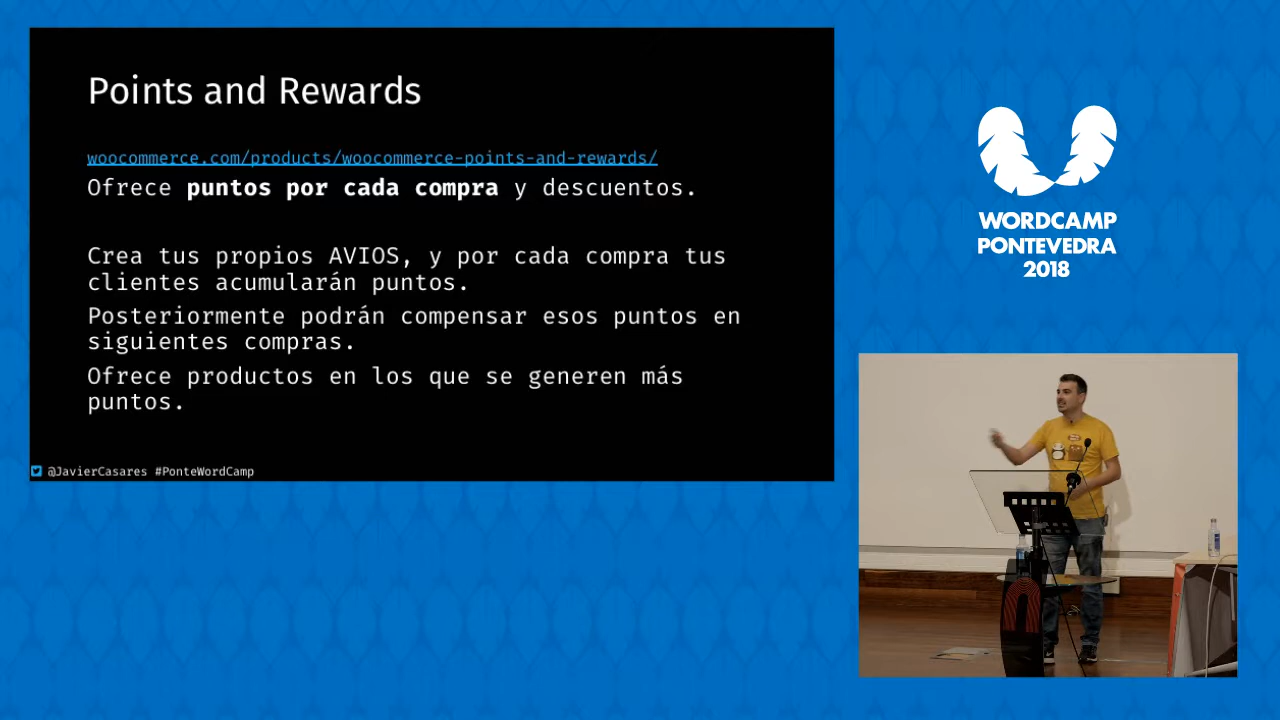 Points and Rewards
woocommerce.com/products/woocommerce-points-and-rewards/
Ofrece puntos por cada compra y descuentos.
Crea tus propios AVIOS, y por cada compra tus
clientes acumularán puntos.
Posteriormente podrán compensar esos puntos en
siguientes compras.
Ofrece productos en los que se generen más
puntos.
@JavierCasares #PonteWordCamp
WORDCAMP
PONTEVEDRA
2018